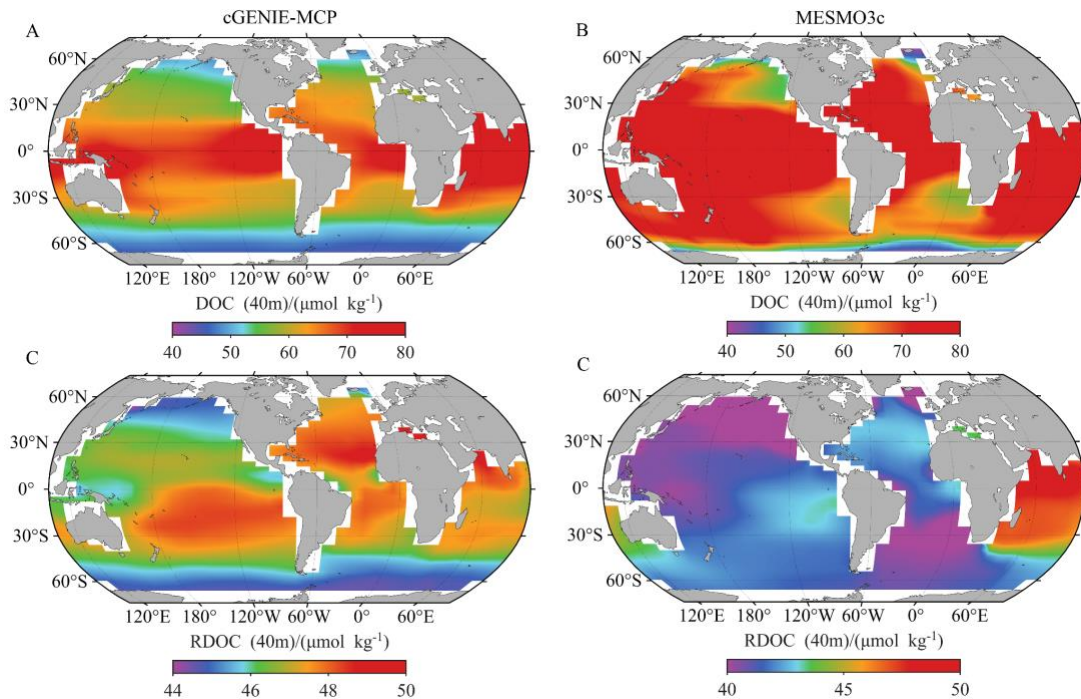 cGENIE-MCP
MESMO3c
A
B
60°N
30°N
0°
30°S
60°S
120°E 180° 120°W 60°W 0° 60°E
DOC (40m)/(μmol kg⁻¹)
40 50 60 70 80
60°N
30°N
0°
30°S
60°S
120°E 180° 120°W 60°W 0° 60°E
DOC (40m)/(μmol kg⁻¹)
40 50 60 70 80
C
C
60°N
30°N
0°
30°S
60°S
120°E 180° 120°W 60°W 0° 60°E
RDOC (40m)/(μmol kg⁻¹)
44 46 48 50
60°N
30°N
0°
30°S
60°S
120°E 180° 120°W 60°W 0° 60°E
RDOC (40m)/(μmol kg⁻¹)
40 45 50